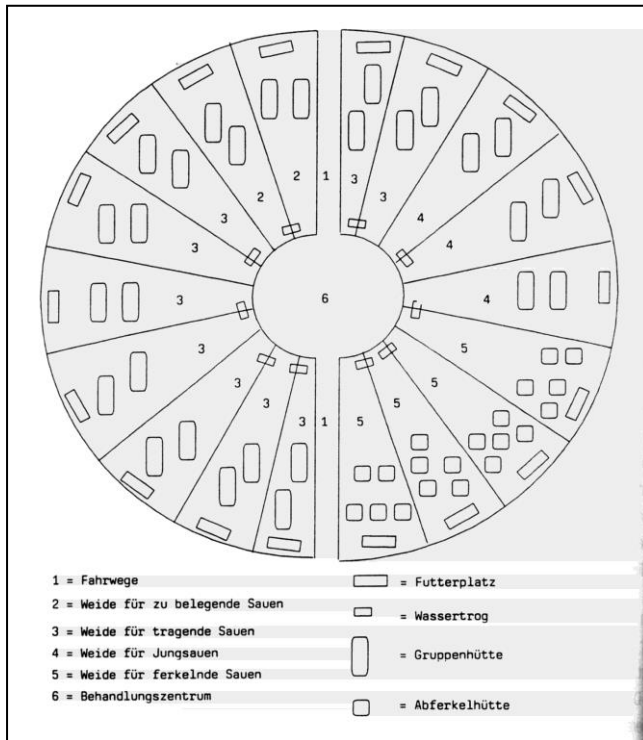 2 1 3
2 3
3 4
3 4
3 6 4
3 5
3 5
3 5
3 1 5
1 = Fahrwege
2 = Weide für zu belegende Sauen
3 = Weide für tragende Sauen
4 = Weide für Jungsauen
5 = Weide für ferkelnde Sauen
6 = Behandlungszentrum
= Futterplatz
= Wassertrog
= Gruppenhütte
= Abferkelhütte